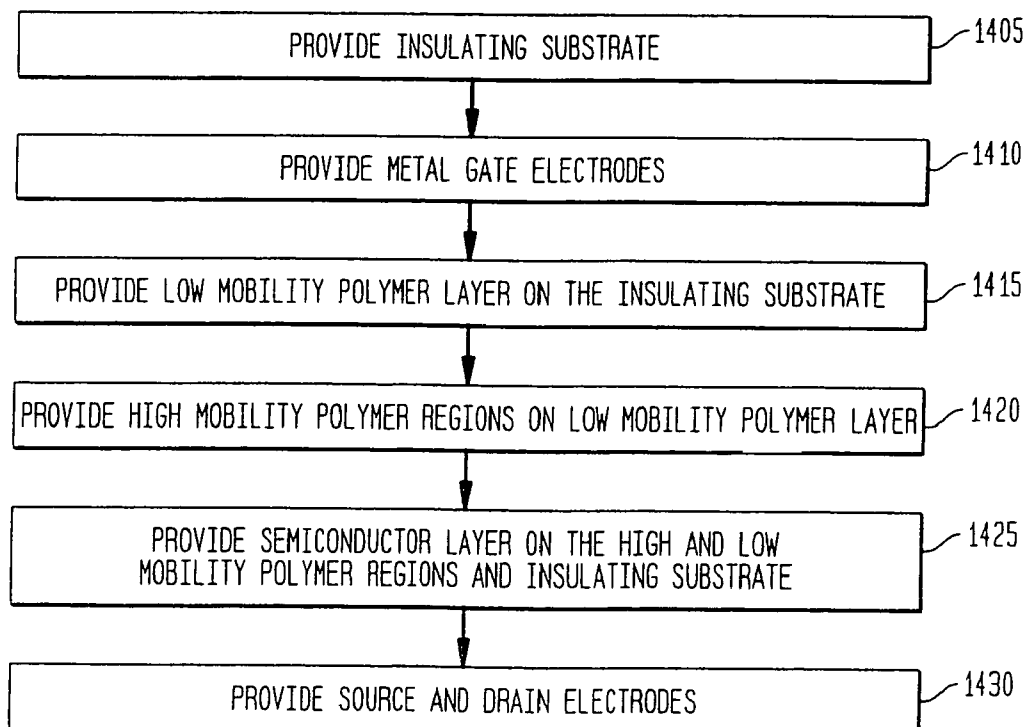 PROVIDE INSULATING SUBSTRATE
1405
PROVIDE METAL GATE ELECTRODES
1410
PROVIDE LOW MOBILITY POLYMER LAYER ON THE INSULATING SUBSTRATE
1415
PROVIDE HIGH MOBILITY POLYMER REGIONS ON LOW MOBILITY POLYMER LAYER
1420
PROVIDE SEMICONDUCTOR LAYER ON THE HIGH AND LOW
MOBILITY POLYMER REGIONS AND INSULATING SUBSTRATE
1425
PROVIDE SOURCE AND DRAIN ELECTRODES
1430